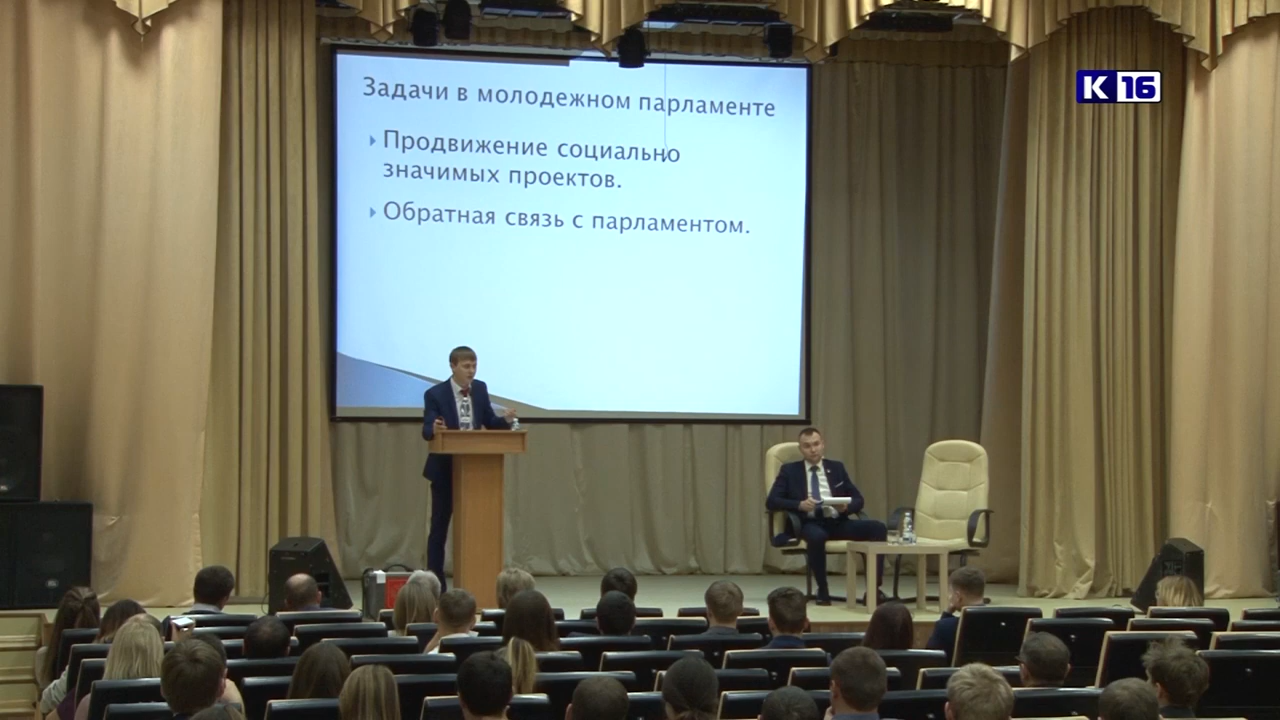 К 16
Задачи в молодежном парламенте
Продвижение социально
значимых проектов.
Обратная связь с парламентом.